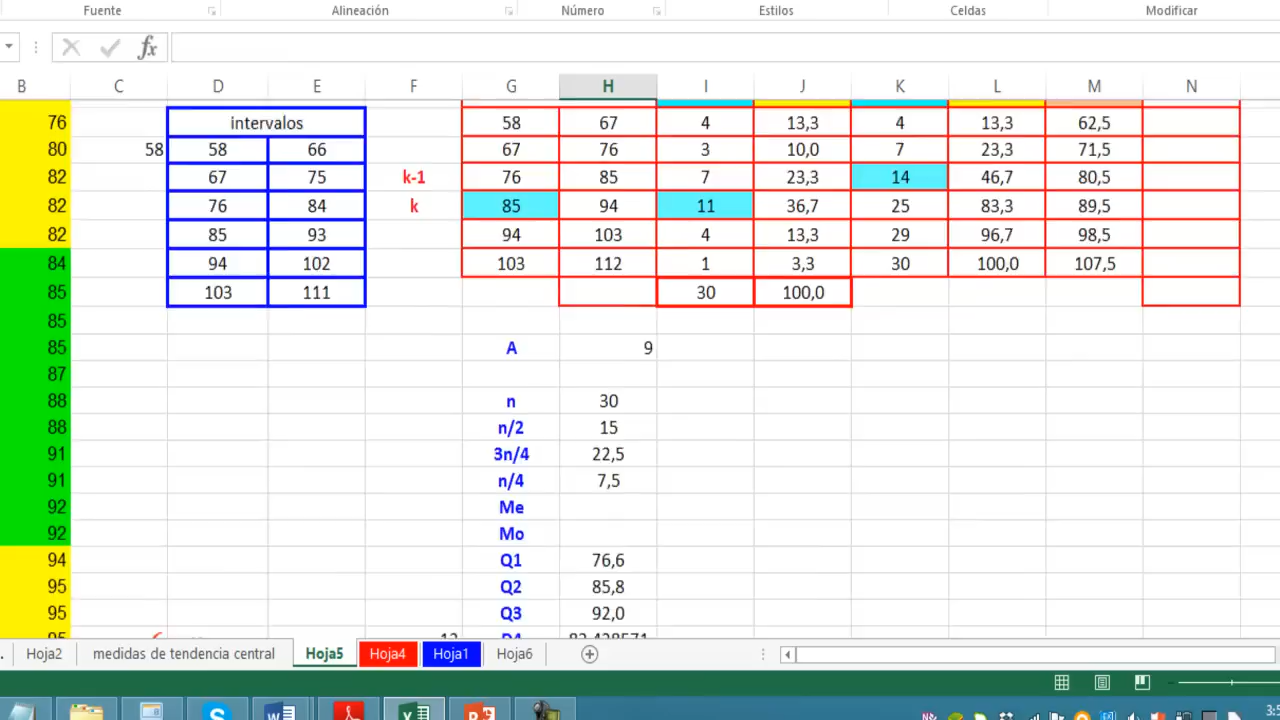 Fuente Alineación Número Estilos Celdas Modificar
fx
B C D E F G H I J K L M N
76 intervalos 58 67 4 13,3 4 13,3 62,5
80 58 58 66 67 76 3 10,0 7 23,3 71,5
82 67 75 k-1 76 85 7 23,3 14 46,7 80,5
82 76 84 k 85 94 11 36,7 25 83,3 89,5
82 85 93 94 103 4 13,3 29 96,7 98,5
84 94 102 103 112 1 3,3 30 100,0 107,5
85 103 111 30 100,0
85
85 A 9
87
88 n 30
88 n/2 15
91 3n/4 22,5
91 n/4 7,5
92 Me
92 Mo
94 Q1 76,6
95 Q2 85,8
95 Q3 92,0
Hoja2 medidas de tendencia central Hoja5 Hoja4 Hoja1 Hoja6